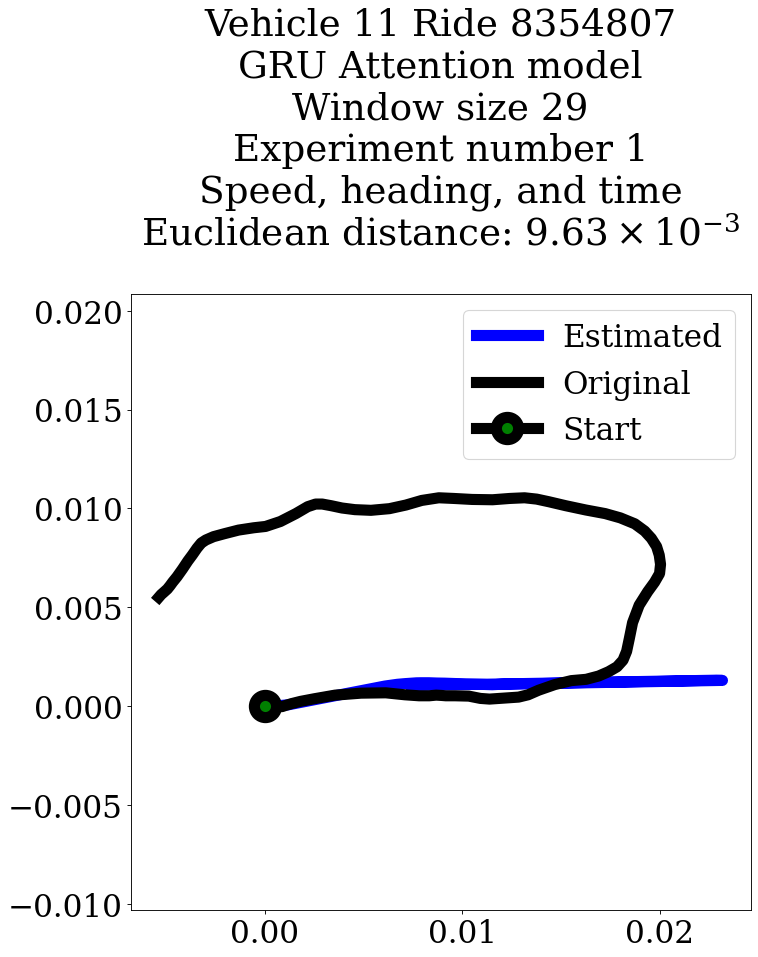 Vehicle 11 Ride 8354807
GRU Attention model
Window size 29
Experiment number 1
Speed, heading, and time
Euclidean distance: 9.63 × 10⁻³
Estimated
Original
Start
0.020
0.015
0.010
0.005
0.000
−0.005
−0.010
0.00 0.01 0.02